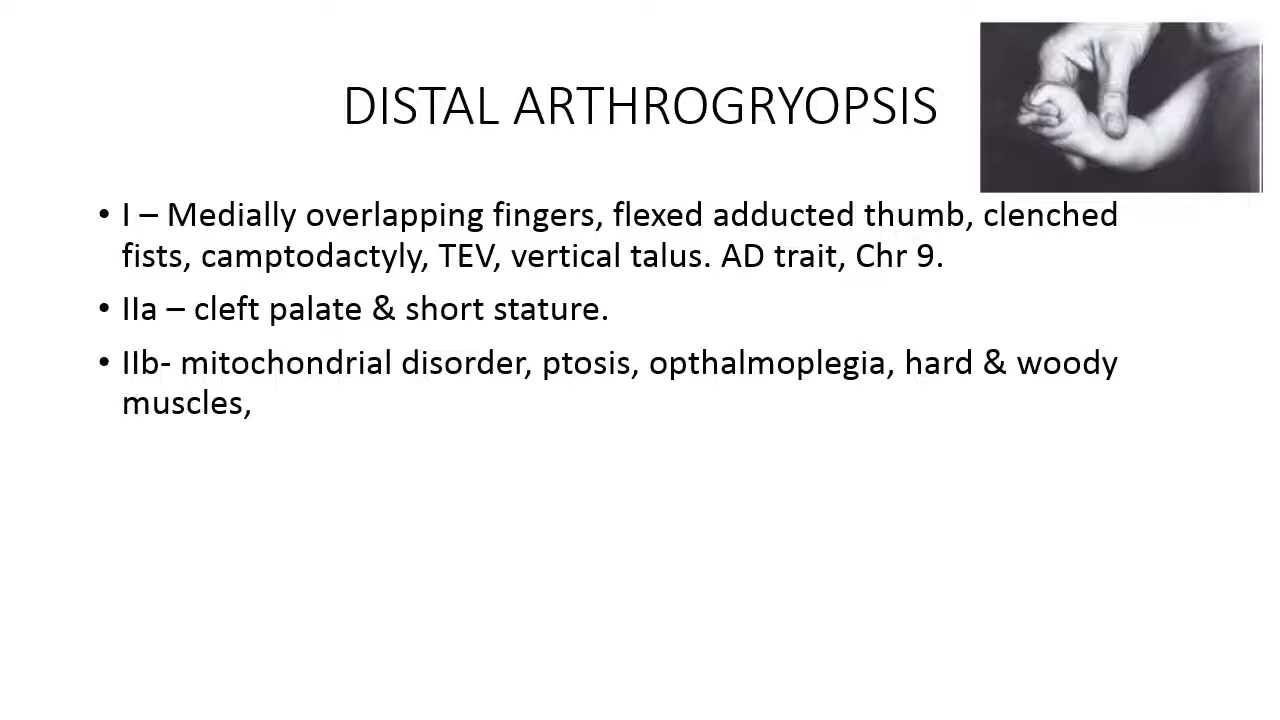 DISTAL ARTHROGRYOPSIS
• I – Medially overlapping fingers, flexed adducted thumb, clenched
fists, camptodactyly, TEV, vertical talus. AD trait, Chr 9.
• IIa – cleft palate & short stature.
• IIb- mitochondrial disorder, ptosis, opthalmoplegia, hard & woody
muscles,